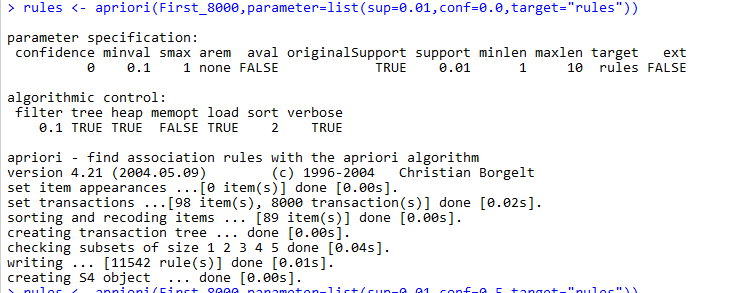 > rules <- apriori(First_8000,parameter=list(sup=0.01,conf=0.0,target="rules"))
parameter specification:
confidence minval smax arem aval originalSupport support minlen maxlen target ext
0 0.1 1 none FALSE TRUE 0.01 1 10 rules FALSE
algorithmic control:
filter tree heap memopt load sort verbose
0.1 TRUE TRUE FALSE TRUE 2 TRUE
apriori - find association rules with the apriori algorithm
version 4.21 (2004.05.09) (c) 1996-2004 Christian Borgelt
set item appearances ...[0 item(s)] done [0.00s].
set transactions ...[98 item(s), 8000 transaction(s)] done [0.02s].
sorting and recoding items ... [89 item(s)] done [0.00s].
creating transaction tree ... done [0.00s].
checking subsets of size 1 2 3 4 5 done [0.04s].
writing ... [11542 rule(s)] done [0.01s].
creating S4 object ... done [0.00s].
> rules <- apriori(First_8000,parameter=list(sup=0.01,conf=0.5,target="rules"))